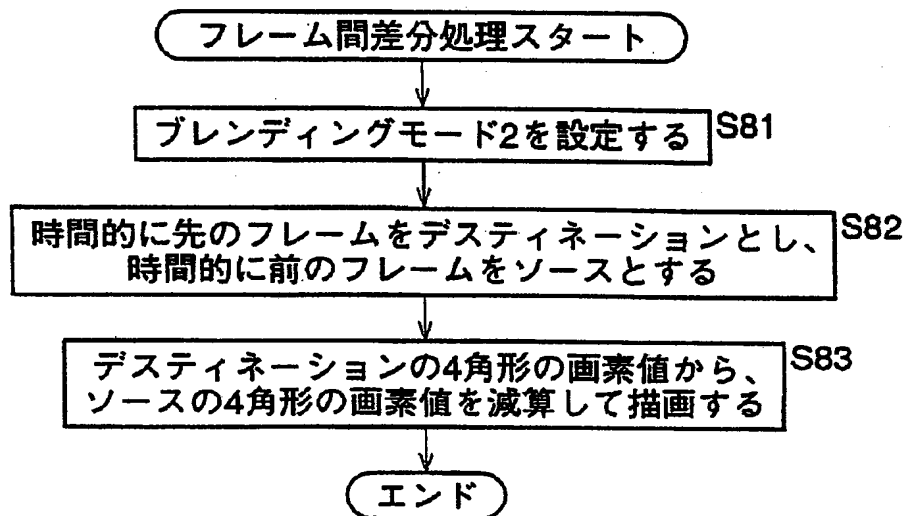 フレーム間差分処理スタート
ブレンディングモード2を設定する
S81
時間的に先のフレームをデスティネーションとし、
時間的に前のフレームをソースとする
S82
デスティネーションの4角形の画素値から、
ソースの4角形の画素値を減算して描画する
S83
エンド